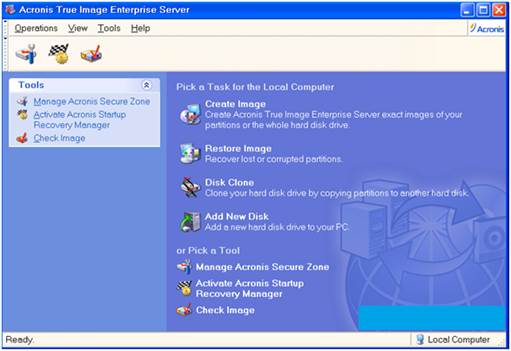 Acronis True Image Enterprise Server
Operations View Tools Help
Acronis
Tools
Manage Acronis Secure Zone
Activate Acronis Startup
Recovery Manager
Check Image
Pick a Task for the Local Computer
Create Image
Create Acronis True Image Enterprise Server exact images of your
partitions or the whole hard disk drive.
Restore Image
Recover lost or corrupted partitions.
Disk Clone
Clone your hard disk drive by copying partitions to another hard disk.
Add New Disk
Add a new hard disk drive to your PC.
or Pick a Tool
Manage Acronis Secure Zone
Activate Acronis Startup
Recovery Manager
Check Image
Ready.
Local Computer